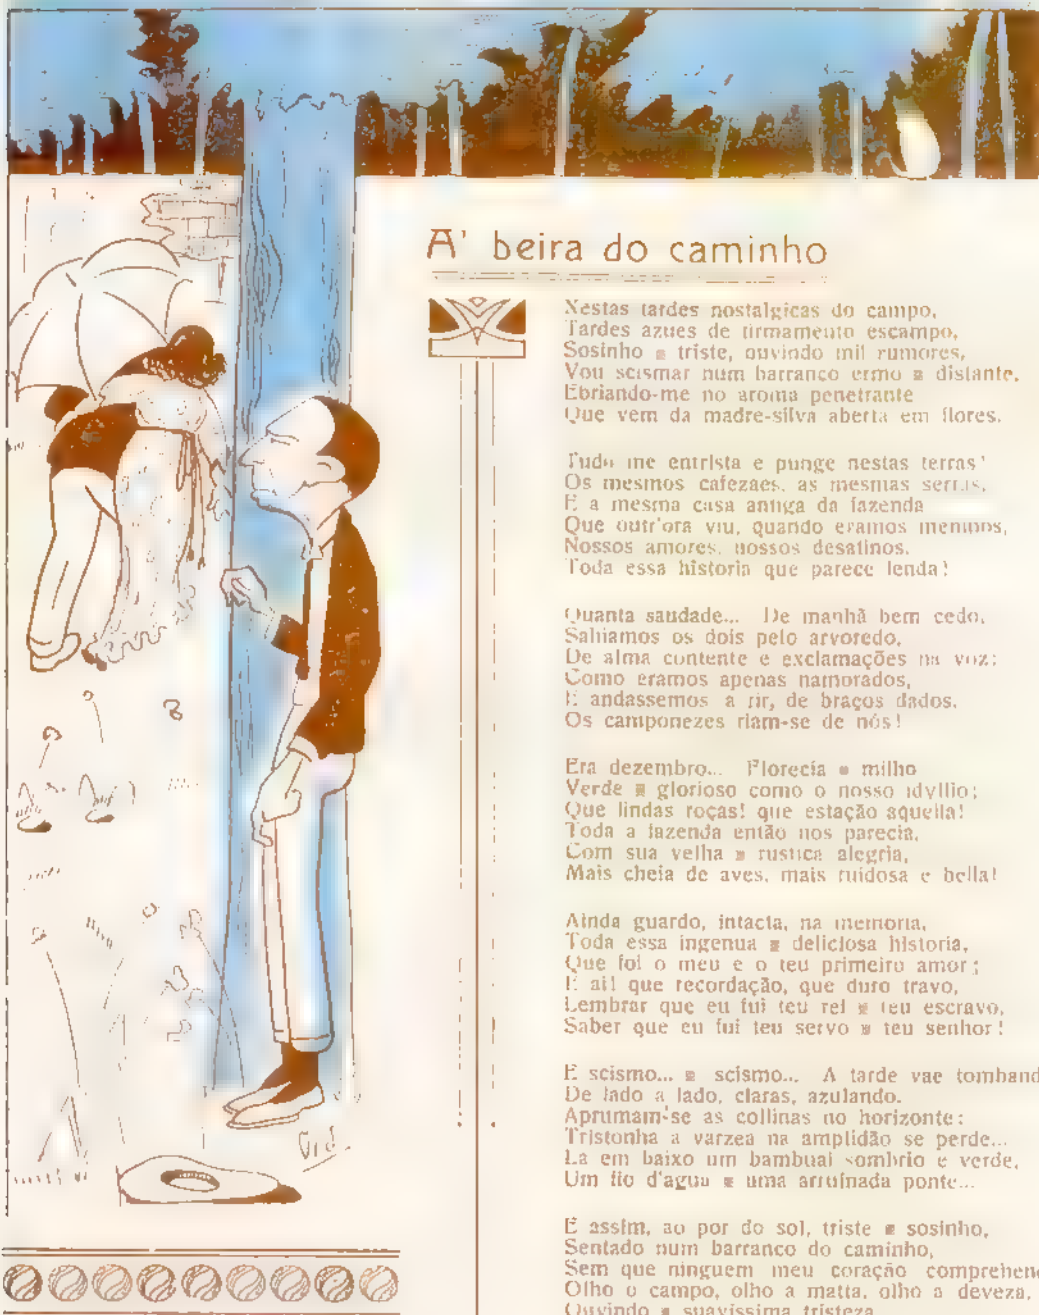 A' beira do caminho
Nestas tardes nostalgicas do campo,
Tardes azues de firmamento escampo,
Sosinho e triste, ouvindo mil rumores,
Vou scismar num barranco ermo e distante,
Ebriando-me no aroma penetrante
Que vem da madre-silva aberta em flores.
Tudo me entrista e punge nestas terras!
Os mesmos cafezaes, as mesmas serras,
E a mesma casa antiga da fazenda
Que outr'ora viu, quando eramos meninos,
Nossos amores, nossos desatinos,
Toda essa historia que parece lenda!
Quanta saudade... De manhã bem cedo,
Sahiamos os dois pelo arvoredo,
De alma contente e exclamações na voz;
Como eramos apenas namorados,
E andassemos a rir, de braços dados,
Os camponezes riam-se de nós!
Era dezembro... Florecia o milho
Verde e glorioso como o nosso idyllio;
Que lindas roças! que estação aquella!
Toda a fazenda então nos parecia,
Com sua velha e rustica alegria,
Mais cheia de aves, mais ruidosa e bella!
Ainda guardo, intacta, na memoria,
Toda essa ingenua e deliciosa historia,
Que foi o meu e o teu primeiro amor;
E ai! que recordação, que duro travo,
Lembrar que eu fui teu rei e teu escravo,
Saber que eu fui teu servo e teu senhor!
E scismo... e scismo... A tarde vae tomband
De lado a lado, claras, azulando.
Aprumam-se as collinas no horizonte;
Tristonha a varzea na amplidão se perde...
La em baixo um bambual sombrio e verde,
Um fio d'agua e uma arruinada ponte...
E assim, ao por do sol, triste e sosinho,
Sentado num barranco do caminho,
Sem que ninguem meu coração comprehend
Olho o campo, olho a matta, olho a deveza,
Ouvindo a suavissima tristeza